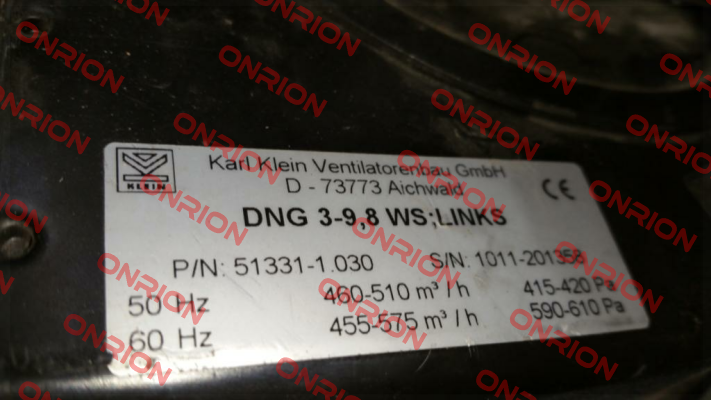 Karl Klein Ventilatorenbau GmbH
D - 73773 Aichwald
KLEIN
CE
DNG 3-9,8 WS;LINKS
P/N: 51331-1.030 S/N: 1011-201358
50 Hz 460-510 m³ / h 415-420 Pa
60 Hz 455-575 m³ / h 590-610 Pa
ONRION